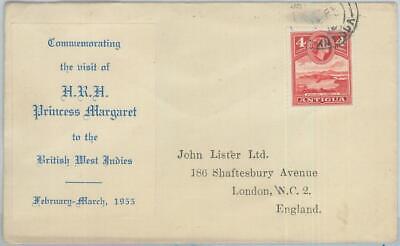 Commemorating
the visit of
H.R.H.
Princess Margaret
to the
British West Indies
February-March, 1955
4
ANTIGUA
John Lister Ltd.
186 Shaftesbury Avenue
London, W.C. 2.
England.